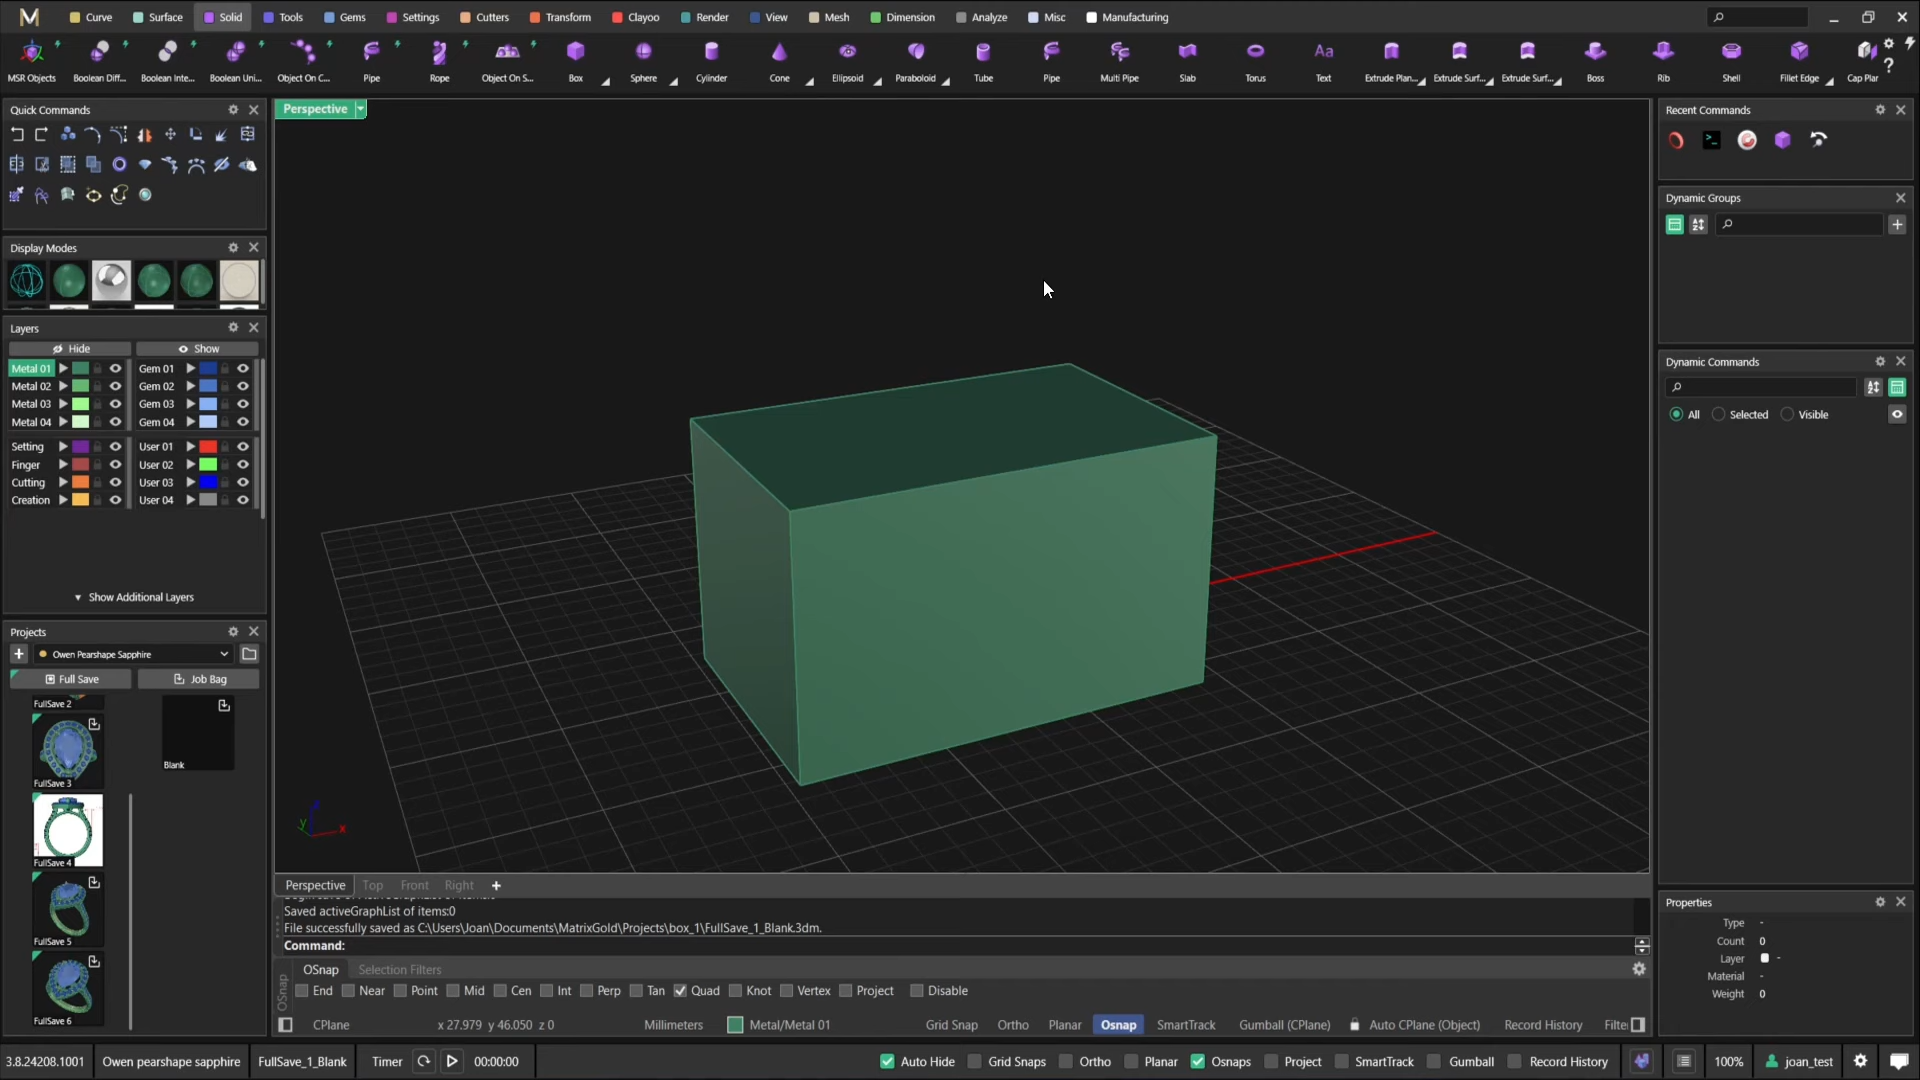 Curve Surface Solid Tools Gems Settings Cutters Transform Clayoo Render View Mesh Dimension Analyze Misc Manufacturing
MSR Objects Boolean Diff... Boolean Inte... Boolean Uni... Object On C... Pipe Rope Object On S... Box Sphere Cylinder Cone Ellipsoid Paraboloid Tube Pipe Multi Pipe Slab Torus Text Extrude Plan... Extrude Surf... Extrude Surf... Boss Rib Shell Fillet Edge Cap Plar
Quick Commands
Display Modes
Layers
Hide Show
Metal 01 Gem 01
Metal 02 Gem 02
Metal 03 Gem 03
Metal 04 Gem 04
Setting User 01
Finger User 02
Cutting User 03
Creation User 04
Show Additional Layers
Projects
Owen Pearshape Sapphire
Full Save Job Bag
FullSave 2
Blank
FullSave 3
FullSave 4
FullSave 5
FullSave 6
Perspective
z
y x
Perspective Top Front Right +
Saved activeGraphList of items:0
File successfully saved as C:\Users\Joan\Documents\MatrixGold\Projects\box_1\FullSave_1_Blank.3dm.
Command:
OSnap
OSnap Selection Filters
End Near Point Mid Cen Int Perp Tan Quad Knot Vertex Project Disable
CPlane x 27.979 y 46.050 z 0 Millimeters Metal/Metal 01 Grid Snap Ortho Planar Osnap SmartTrack Gumball (CPlane) Auto CPlane (Object) Record History Filte
Recent Commands
Dynamic Groups
Dynamic Commands
All Selected Visible
Properties
Type -
Count 0
Layer -
Material -
Weight 0
3.8.24208.1001 Owen pearshape sapphire FullSave_1_Blank Timer 00:00:00 Auto Hide Grid Snaps Ortho Planar Osnaps Project SmartTrack Gumball Record History 100% joan_test